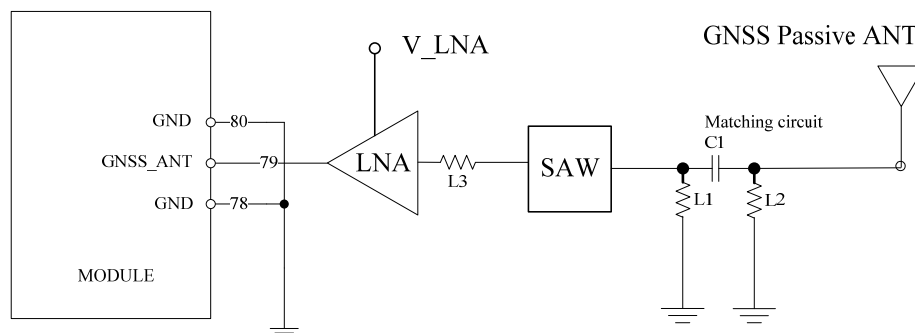 V_LNA
GNSS Passive ANT
GND
80
Matching circuit
C1
GNSS_ANT
79
LNA
L3
SAW
GND
78
L1
L2
MODULE